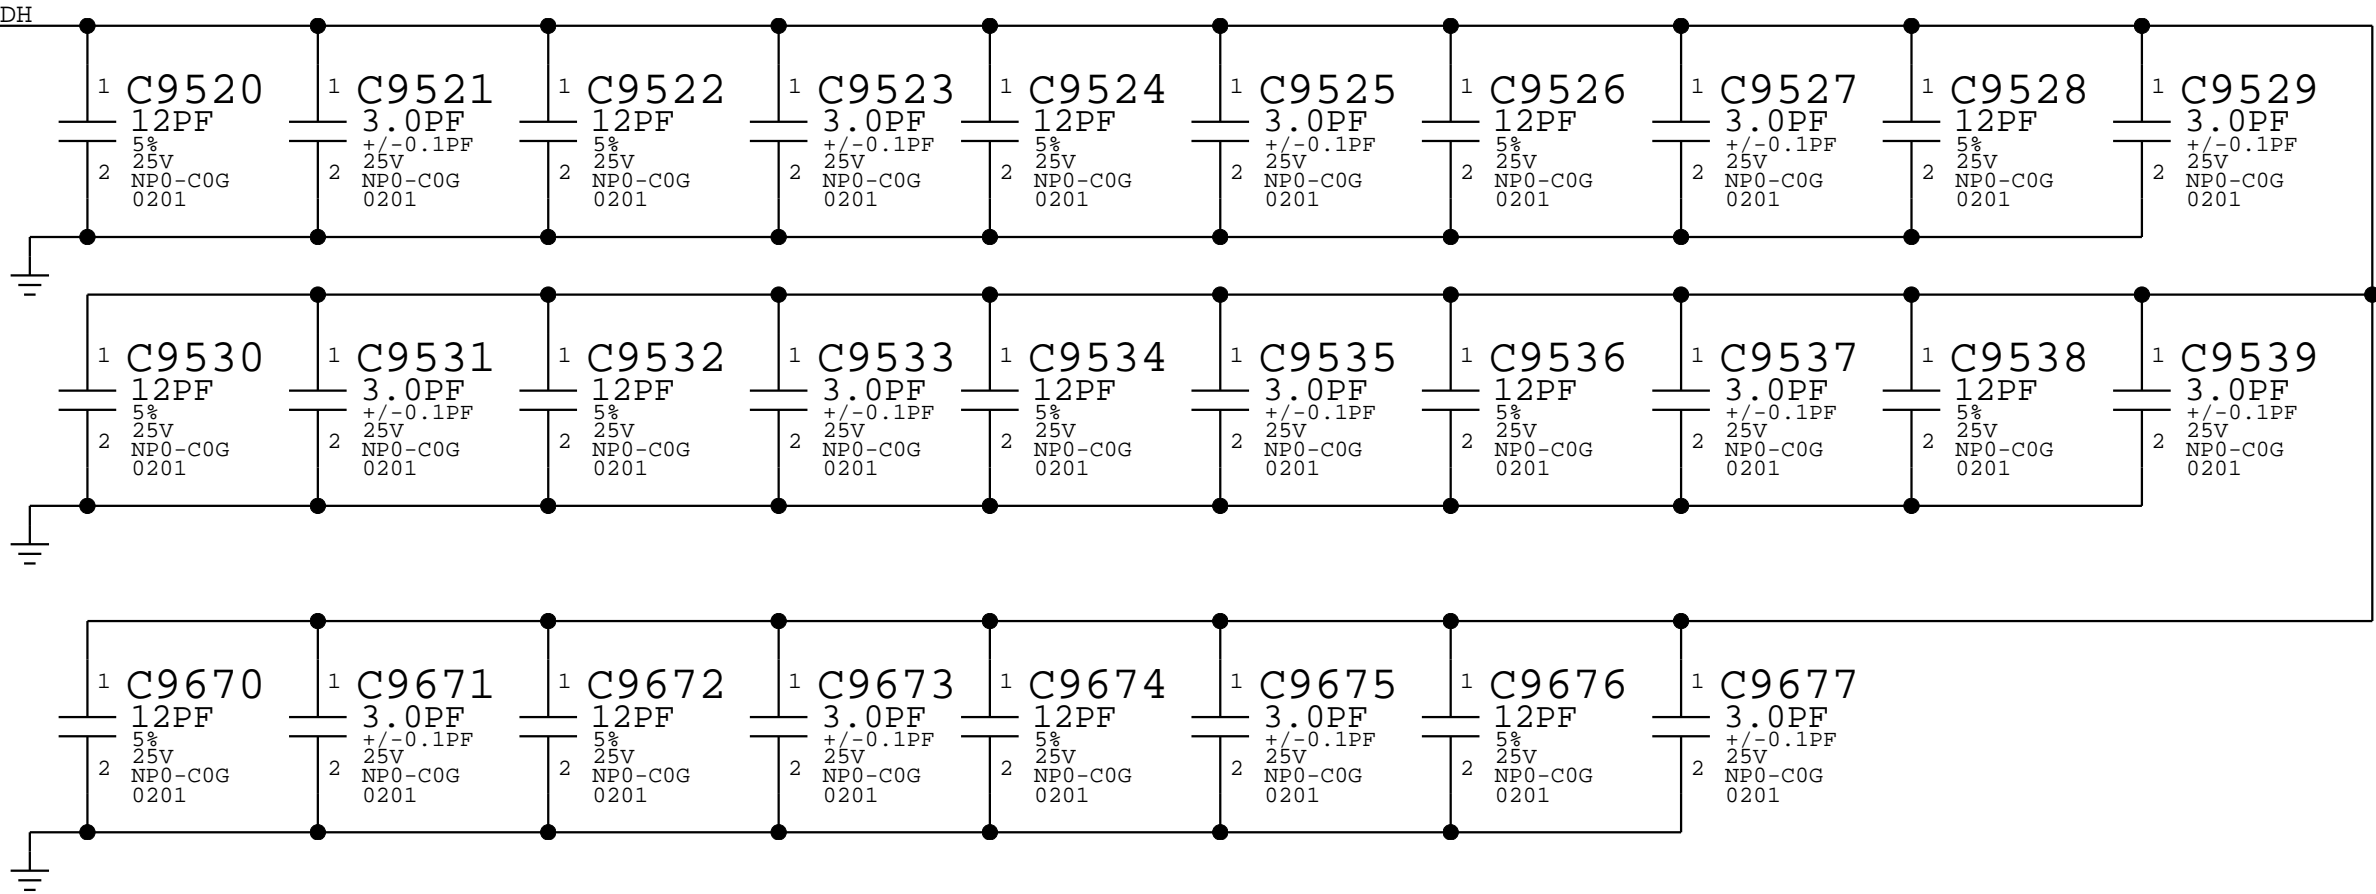 DH
1 C9520 1 C9521 1 C9522 1 C9523 1 C9524 1 C9525 1 C9526 1 C9527 1 C9528 1 C9529
12PF 3.0PF 12PF 3.0PF 12PF 3.0PF 12PF 3.0PF 12PF 3.0PF
5% +/-0.1PF 5% +/-0.1PF 5% +/-0.1PF 5% +/-0.1PF 5% +/-0.1PF
25V 25V 25V 25V 25V 25V 25V 25V 25V 25V
2 NP0-C0G 2 NP0-C0G 2 NP0-C0G 2 NP0-C0G 2 NP0-C0G 2 NP0-C0G 2 NP0-C0G 2 NP0-C0G 2 NP0-C0G 2 NP0-C0G
0201 0201 0201 0201 0201 0201 0201 0201 0201 0201
1 C9530 1 C9531 1 C9532 1 C9533 1 C9534 1 C9535 1 C9536 1 C9537 1 C9538 1 C9539
12PF 3.0PF 12PF 3.0PF 12PF 3.0PF 12PF 3.0PF 12PF 3.0PF
5% +/-0.1PF 5% +/-0.1PF 5% +/-0.1PF 5% +/-0.1PF 5% +/-0.1PF
25V 25V 25V 25V 25V 25V 25V 25V 25V 25V
2 NP0-C0G 2 NP0-C0G 2 NP0-C0G 2 NP0-C0G 2 NP0-C0G 2 NP0-C0G 2 NP0-C0G 2 NP0-C0G 2 NP0-C0G 2 NP0-C0G
0201 0201 0201 0201 0201 0201 0201 0201 0201 0201
1 C9670 1 C9671 1 C9672 1 C9673 1 C9674 1 C9675 1 C9676 1 C9677
12PF 3.0PF 12PF 3.0PF 12PF 3.0PF 12PF 3.0PF
5% +/-0.1PF 5% +/-0.1PF 5% +/-0.1PF 5% +/-0.1PF
25V 25V 25V 25V 25V 25V 25V 25V
2 NP0-C0G 2 NP0-C0G 2 NP0-C0G 2 NP0-C0G 2 NP0-C0G 2 NP0-C0G 2 NP0-C0G 2 NP0-C0G
0201 0201 0201 0201 0201 0201 0201 0201